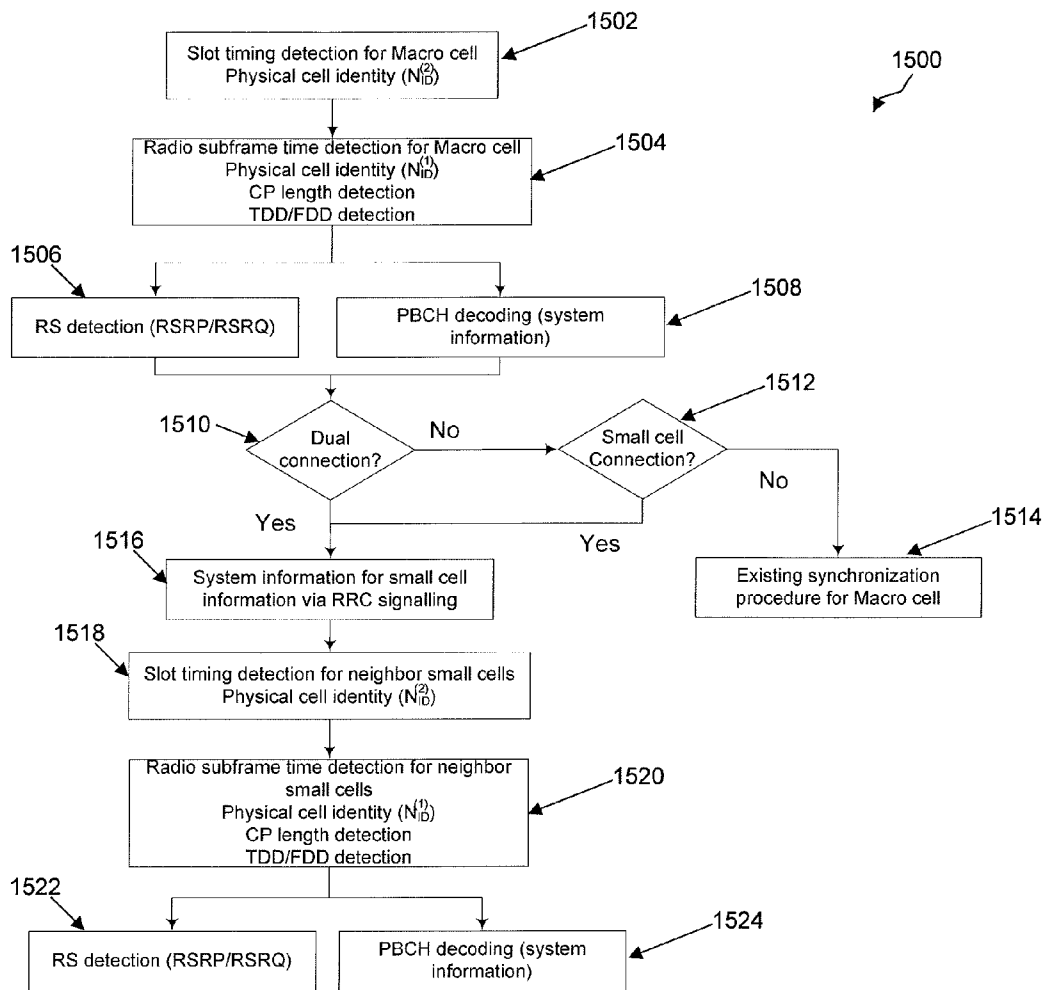 1502
Slot timing detection for Macro cell
Physical cell identity (N_ID^(2))
1500
Radio subframe time detection for Macro cell
Physical cell identity (N_ID^(1))
CP length detection
TDD/FDD detection
1504
1506
RS detection (RSRP/RSRQ)
PBCH decoding (system
information)
1508
1510
Dual
connection?
No
1512
Small cell
Connection?
No
Yes
Yes
1514
Existing synchronization
procedure for Macro cell
1516
System information for small cell
information via RRC signalling
1518
Slot timing detection for neighbor small cells
Physical cell identity (N_ID^(2))
Radio subframe time detection for neighbor
small cells
Physical cell identity (N_ID^(1))
CP length detection
TDD/FDD detection
1520
1522
RS detection (RSRP/RSRQ)
PBCH decoding (system
information)
1524